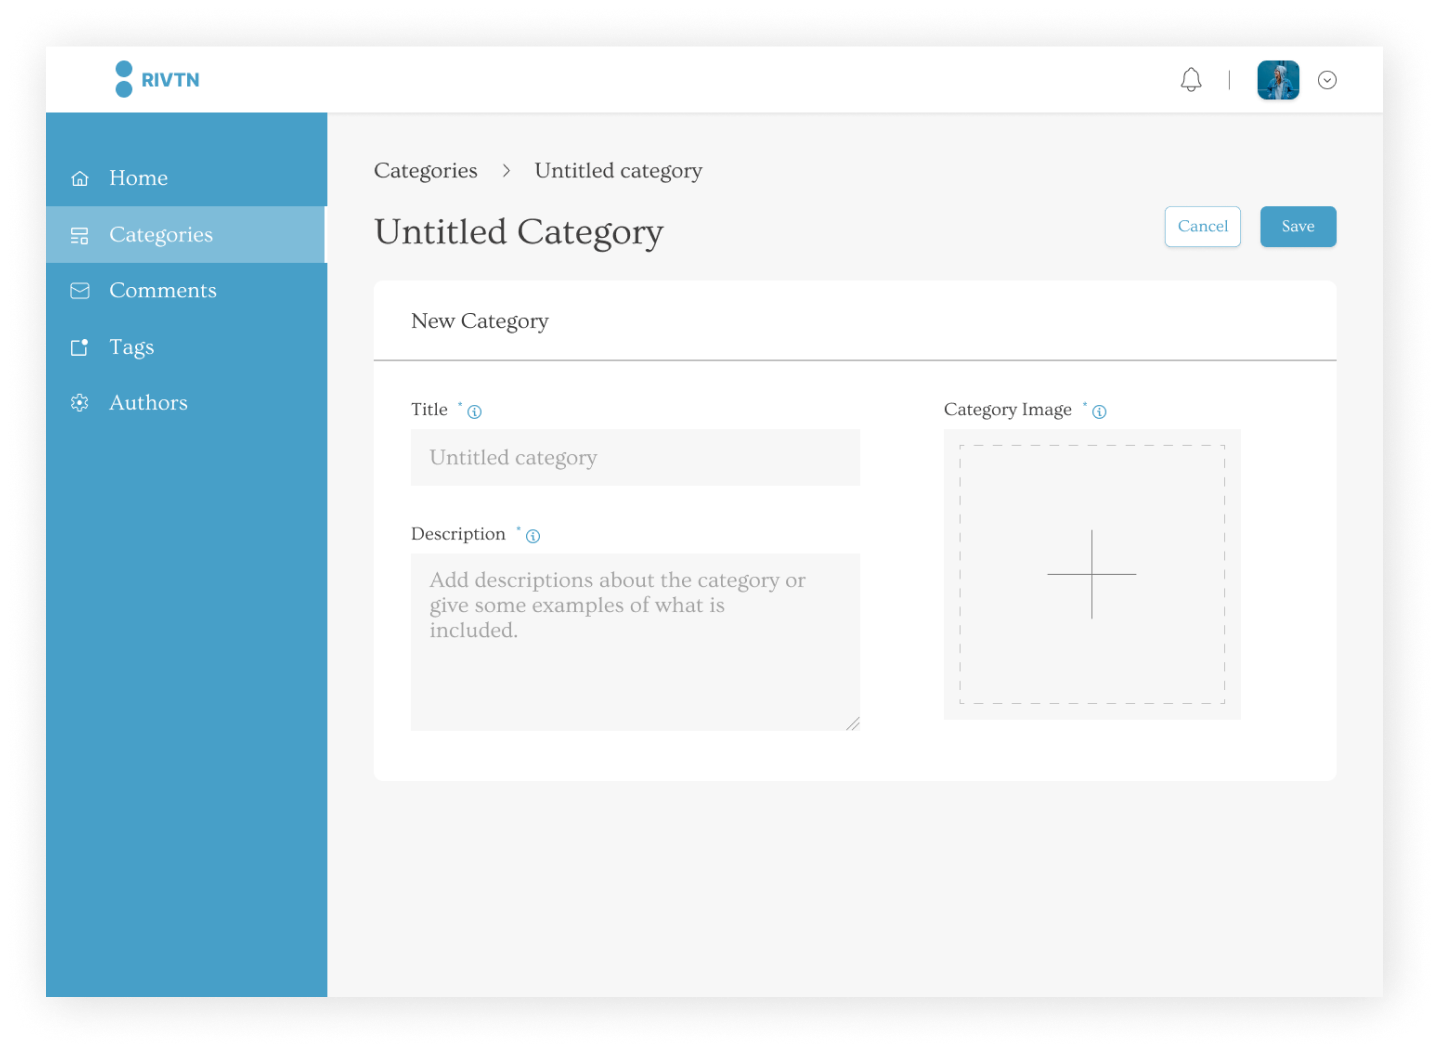 RIVTN
Home
Categories
Comments
Tags
Authors
Categories > Untitled category
Untitled Category
Cancel
Save
New Category
Title *
Untitled category
Description *
Add descriptions about the category or
give some examples of what is
included.
Category Image *